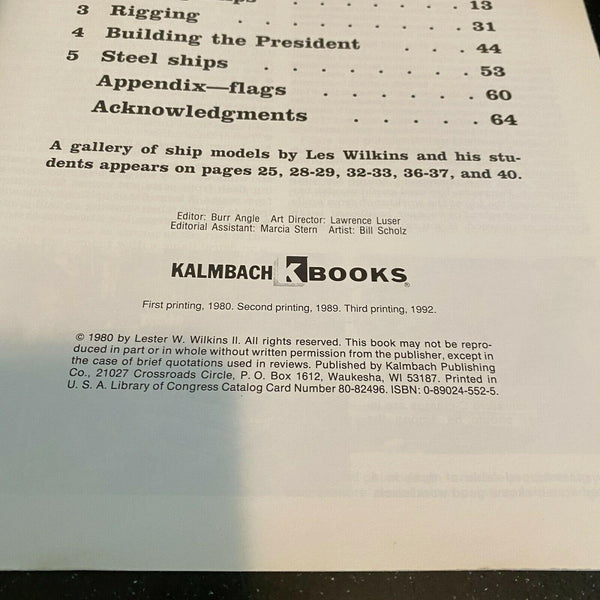 13
3 Rigging . . . . . . . . 31
4 Building the President . . . 44
5 Steel ships . . . . . . . 53
Appendix—flags . . . . . 60
Acknowledgments . . . . 64
A gallery of ship models by Les Wilkins and his stu-
dents appears on pages 25, 28-29, 32-33, 36-37, and 40.
Editor: Burr Angle Art Director: Lawrence Luser
Editorial Assistant: Marcia Stern Artist: Bill Scholz
KALMBACH K BOOKS®
First printing, 1980. Second printing, 1989. Third printing, 1992.
© 1980 by Lester W. Wilkins II. All rights reserved. This book may not be repro-
duced in part or in whole without written permission from the publisher, except in
the case of brief quotations used in reviews. Published by Kalmbach Publishing
Co., 21027 Crossroads Circle, P. O. Box 1612, Waukesha, WI 53187. Printed in
U. S. A. Library of Congress Catalog Card Number 80-82496. ISBN: 0-89024-552-5.